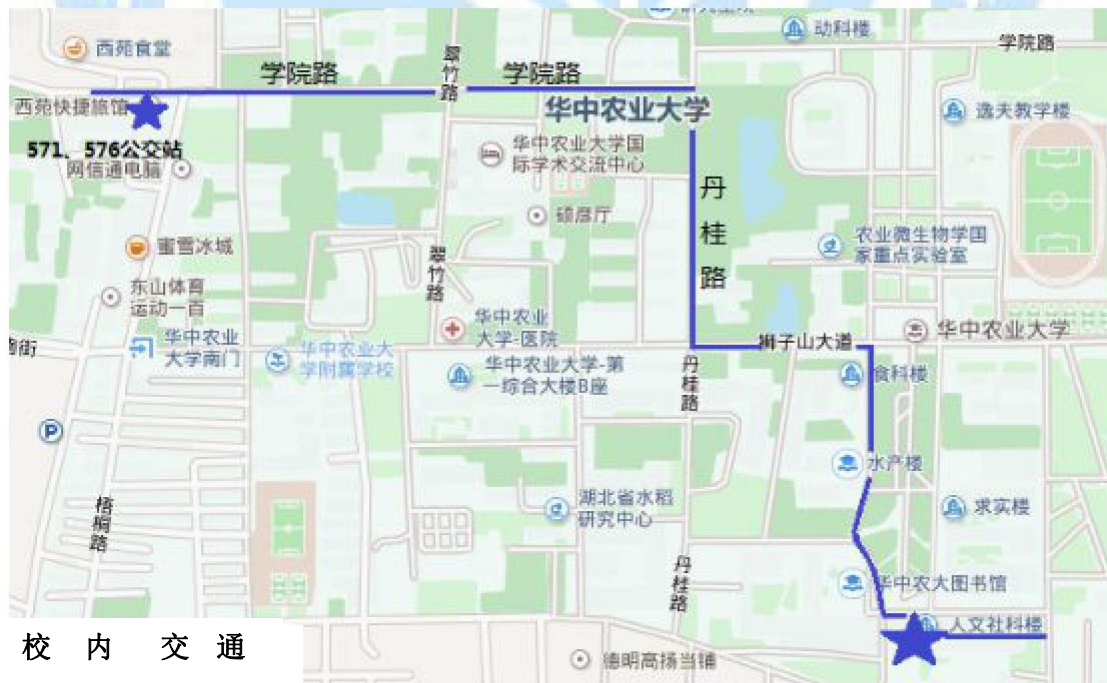 动科楼
学院路
西苑食堂
翠竹路
学院路
学院路
西苑快捷旅馆
华中农业大学
逸夫教学楼
571、576公交站
网信通电脑
华中农业大学国
际学术交流中心
丹桂路
硕彦厅
农业微生物学国
家重点实验室
蜜雪冰城
翠竹路
东山体育
运动一百
华中农业
大学南门
华中农业
大学-医院
狮子山大道
华中农业大学
南街
华中农业大
学附属学校
华中农业大学-第
一综合大楼B座
丹桂路
食科楼
P
水产楼
梧桐路
湖北省水稻
研究中心
求实楼
丹桂路
华中农大图书馆
人文社科楼
校 内 交 通
德明高扬当铺